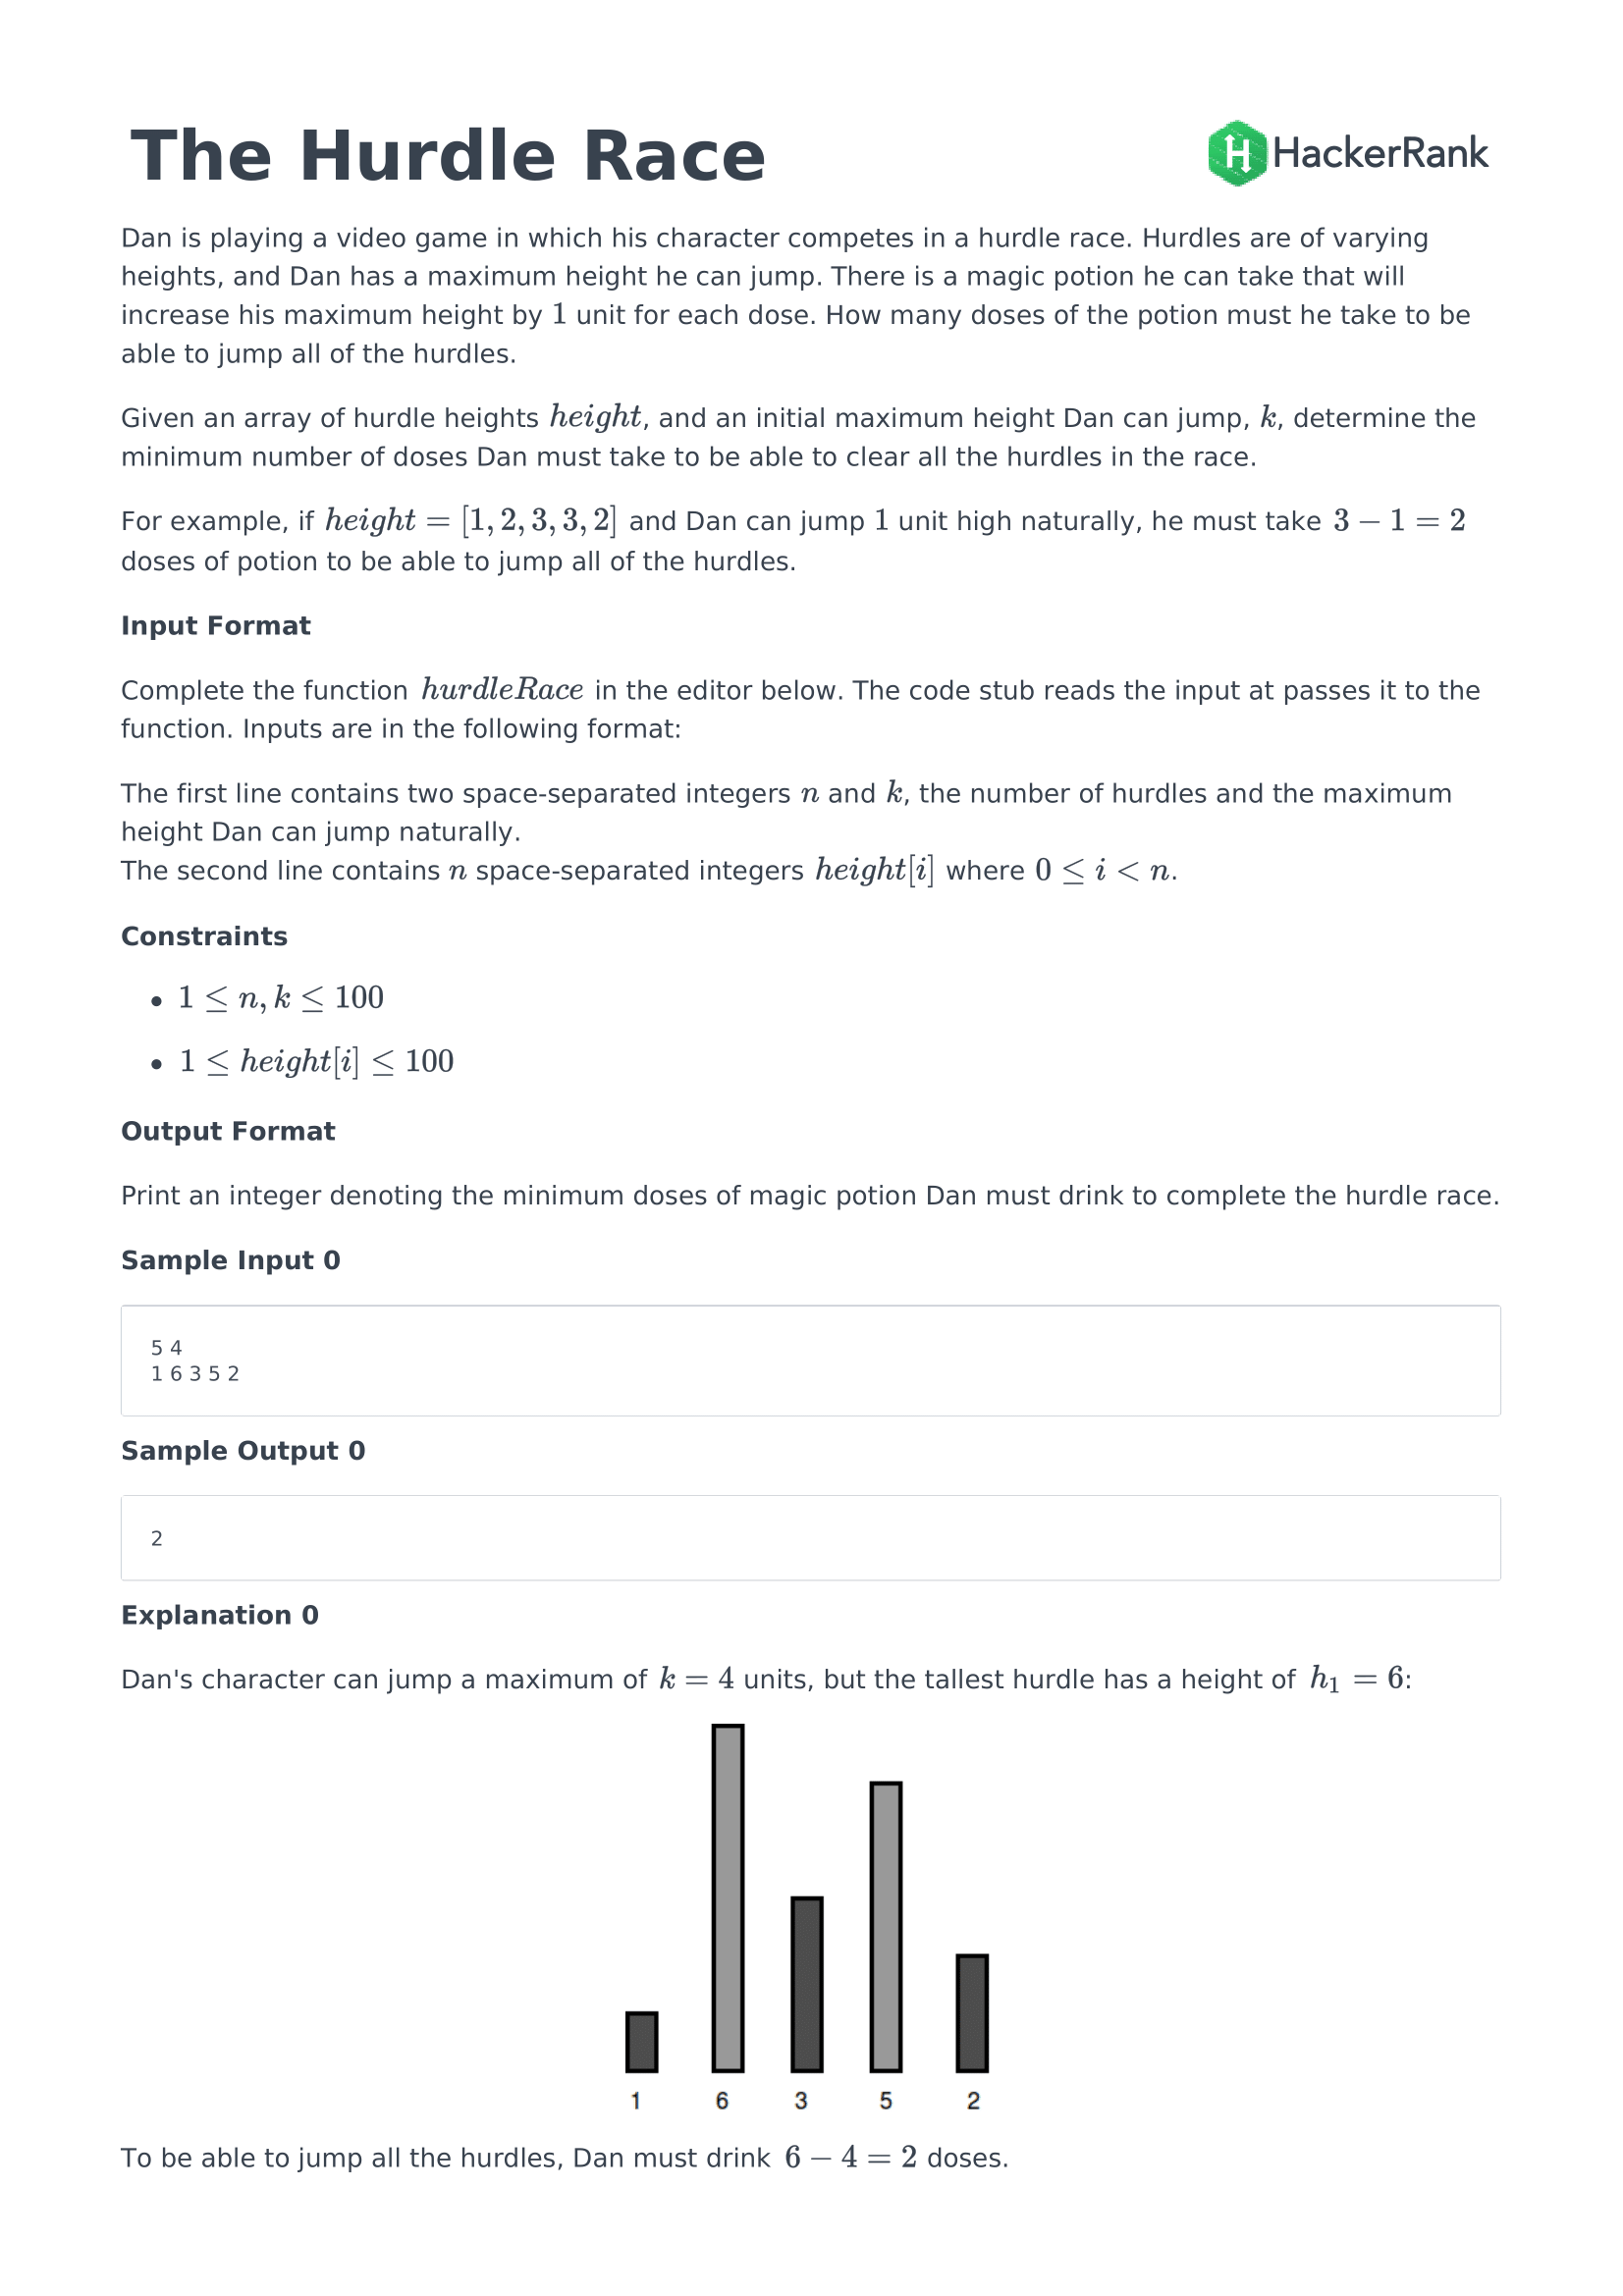 The Hurdle Race
HackerRank
Dan is playing a video game in which his character competes in a hurdle race. Hurdles are of varying
heights, and Dan has a maximum height he can jump. There is a magic potion he can take that will
increase his maximum height by 1 unit for each dose. How many doses of the potion must he take to be
able to jump all of the hurdles.
Given an array of hurdle heights height, and an initial maximum height Dan can jump, k, determine the
minimum number of doses Dan must take to be able to clear all the hurdles in the race.
For example, if height = [1, 2, 3, 3, 2] and Dan can jump 1 unit high naturally, he must take 3 − 1 = 2
doses of potion to be able to jump all of the hurdles.
Input Format
Complete the function hurdleRace in the editor below. The code stub reads the input at passes it to the
function. Inputs are in the following format:
The first line contains two space-separated integers n and k, the number of hurdles and the maximum
height Dan can jump naturally.
The second line contains n space-separated integers height[i] where 0 ≤ i < n.
Constraints
• 1 ≤ n, k ≤ 100
• 1 ≤ height[i] ≤ 100
Output Format
Print an integer denoting the minimum doses of magic potion Dan must drink to complete the hurdle race.
Sample Input 0
5 4
1 6 3 5 2
Sample Output 0
2
Explanation 0
Dan's character can jump a maximum of k = 4 units, but the tallest hurdle has a height of h₁ = 6:
1 6 3 5 2
To be able to jump all the hurdles, Dan must drink 6 − 4 = 2 doses.